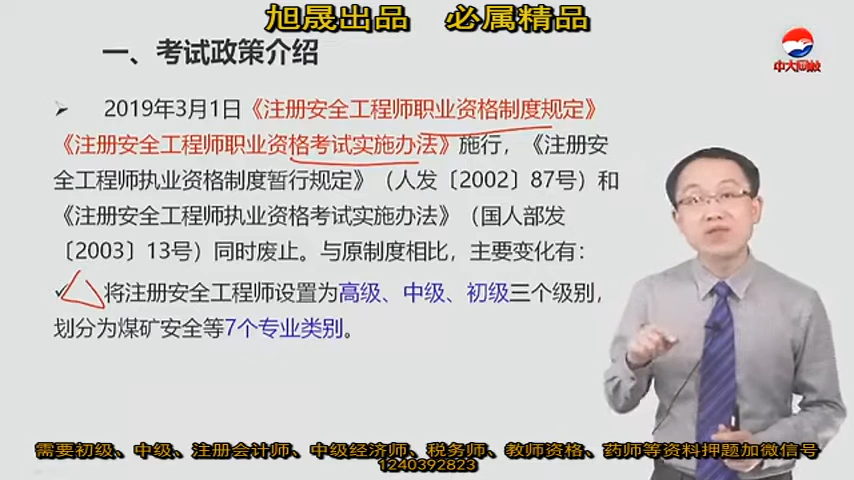 旭晟出品 必属精品
一、考试政策介绍
中大网校
➢ 2019年3月1日《注册安全工程师职业资格制度规定》
《注册安全工程师职业资格考试实施办法》施行，《注册安
全工程师执业资格制度暂行规定》（人发〔2002〕87号）和
《注册安全工程师执业资格考试实施办法》（国人部发
〔2003〕13号）同时废止。与原制度相比，主要变化有：
✓ 将注册安全工程师设置为高级、中级、初级三个级别，
划分为煤矿安全等7个专业类别。
需要初级、中级、注册会计师、中级经济师、税务师、教师资格、药师等资料押题加微信号
1240392823